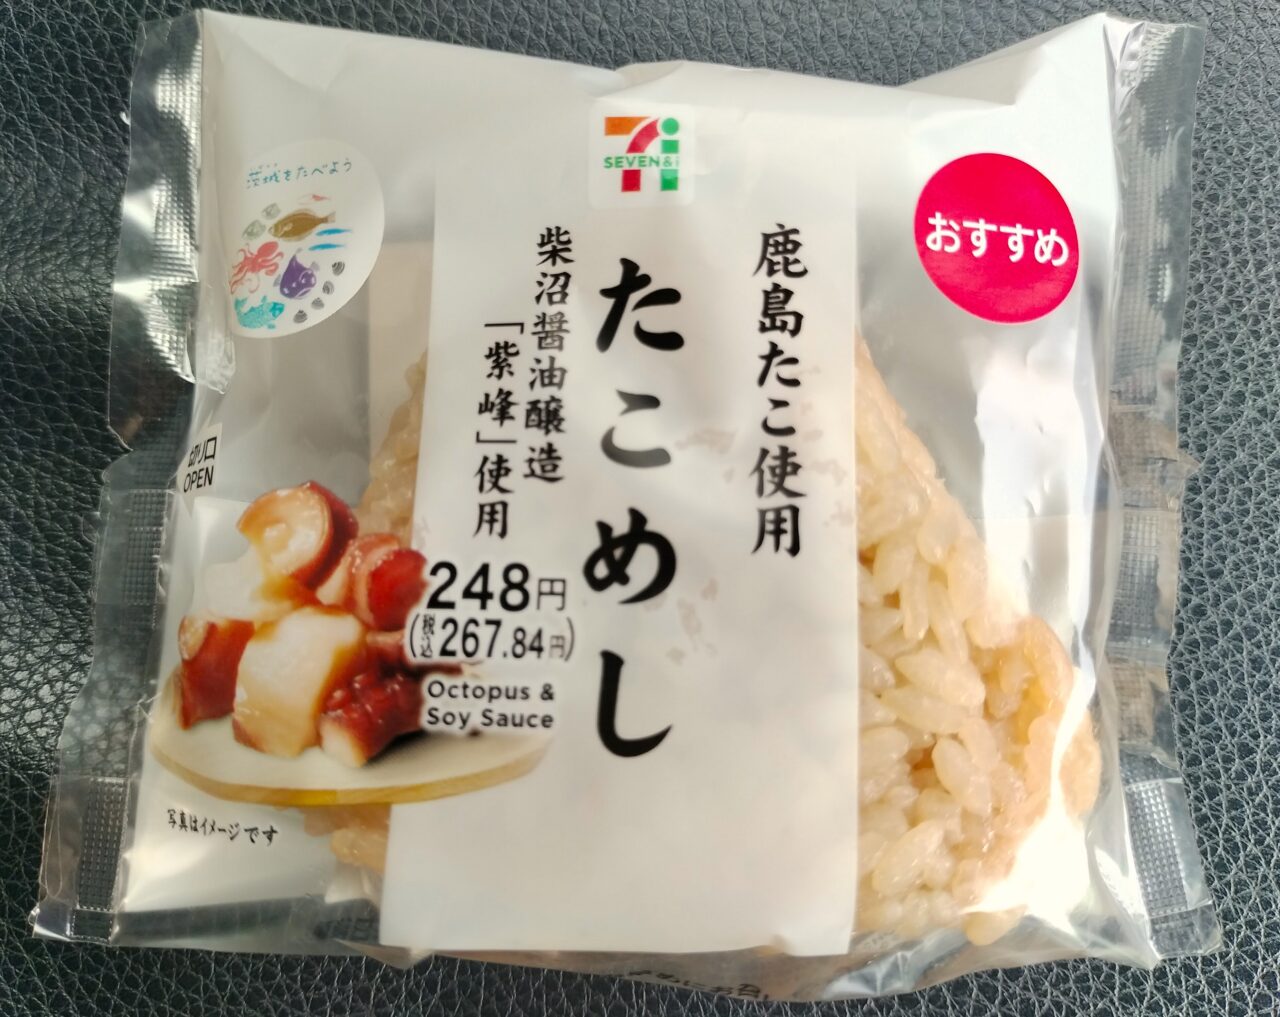 SEVEN&i
茨城をたべよう
おすすめ
鹿島たこ使用
たこめし
柴沼醤油醸造
「紫峰」使用
切り口
OPEN
248円
(税込267.84円)
Octopus &
Soy Sauce
写真はイメージです